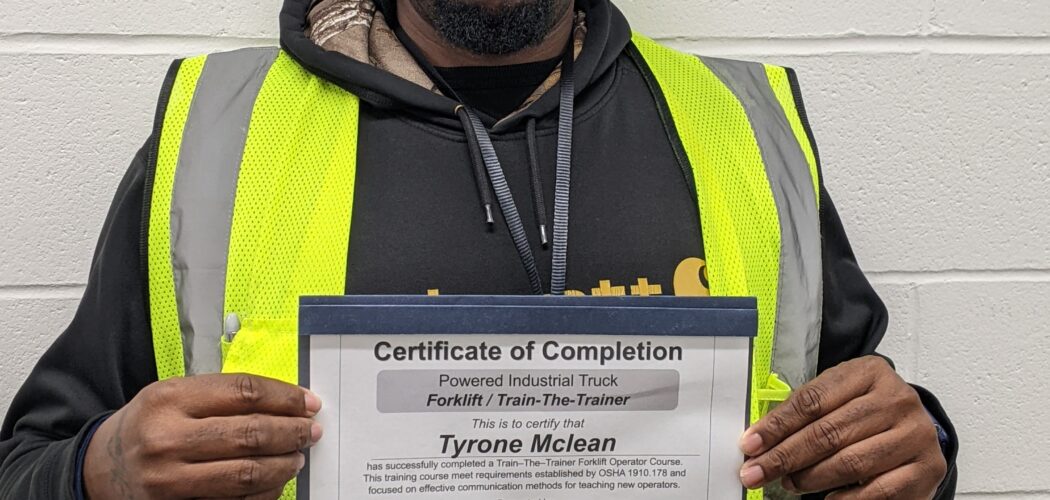 Certificate of Completion
Powered Industrial Truck
Forklift / Train-The-Trainer
This is to certify that
Tyrone Mclean
has successfully completed a Train–The–Trainer Forklift Operator Course.
This training course meet requirements established by OSHA 1910.178 and
focused on effective communication methods for teaching new operators.